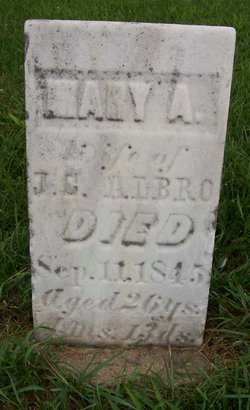 MARY A.
wife of
J. C. ALBRO
DIED
Sep. 11. 1845
Aged 26 ys.
ms. 13 ds.